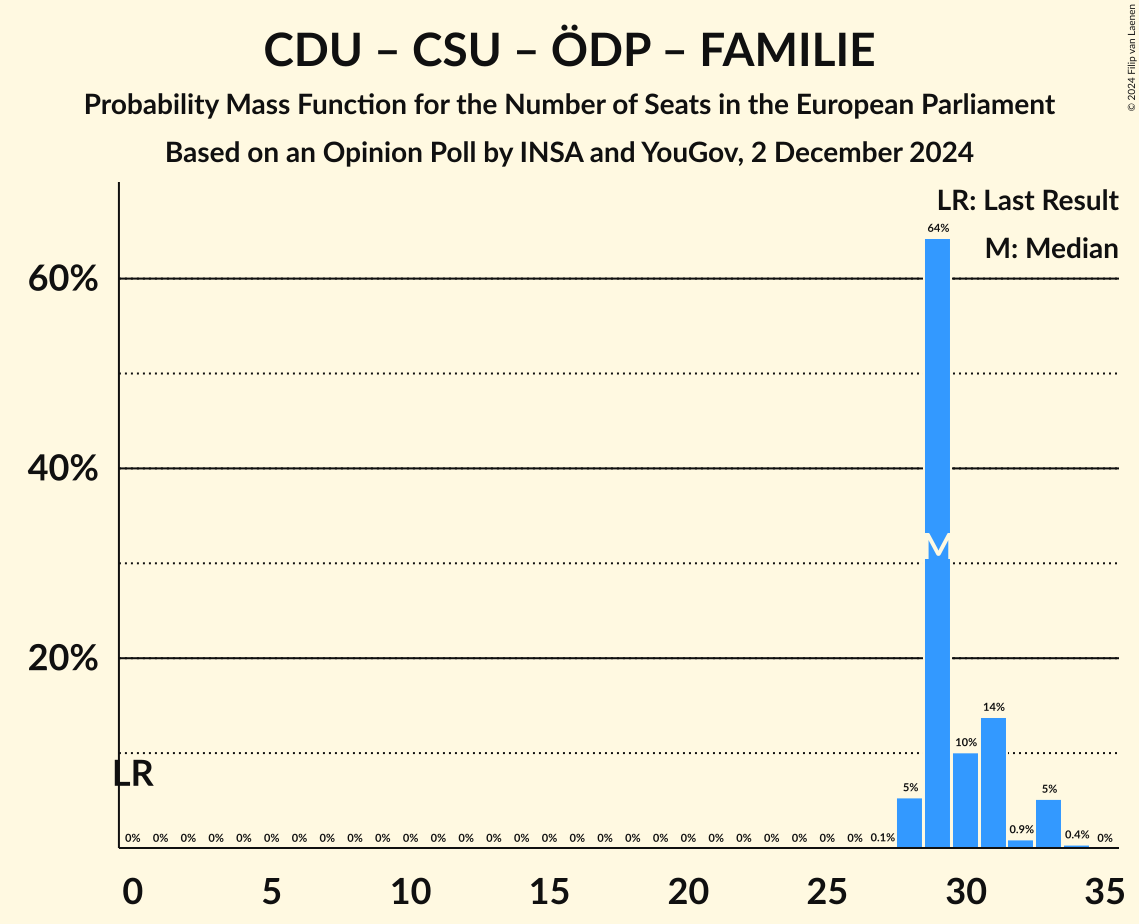 CDU – CSU – ÖDP – FAMILIE
Probability Mass Function for the Number of Seats in the European Parliament
Based on an Opinion Poll by INSA and YouGov, 2 December 2024
© 2024 Filip van Laenen
LR: Last Result
M: Median
60%
40%
20%
64%
M
LR
0% 0% 0% 0% 0% 0% 0% 0% 0% 0% 0% 0% 0% 0% 0% 0% 0% 0% 0% 0% 0% 0% 0% 0% 0% 0% 0% 0.1% 5% 10% 14% 0.9% 5% 0.4% 0%
0 5 10 15 20 25 30 35